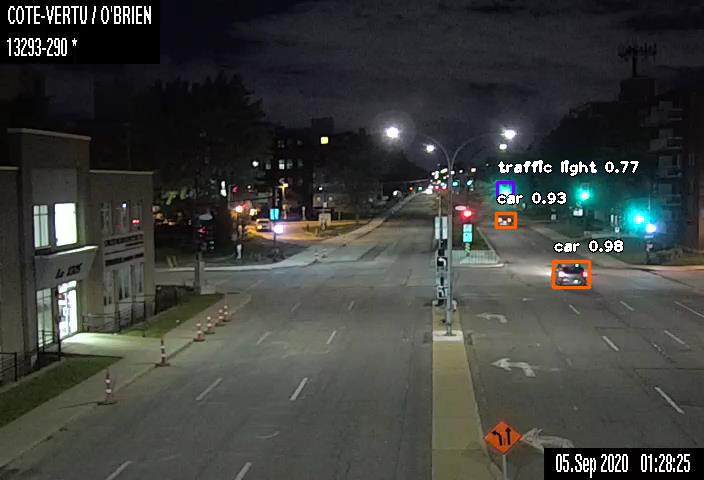 COTE-VERTU / O'BRIEN
13293-290 *
traffic light 0.77
car 0.93
car 0.98
05.Sep 2020 01:28:25